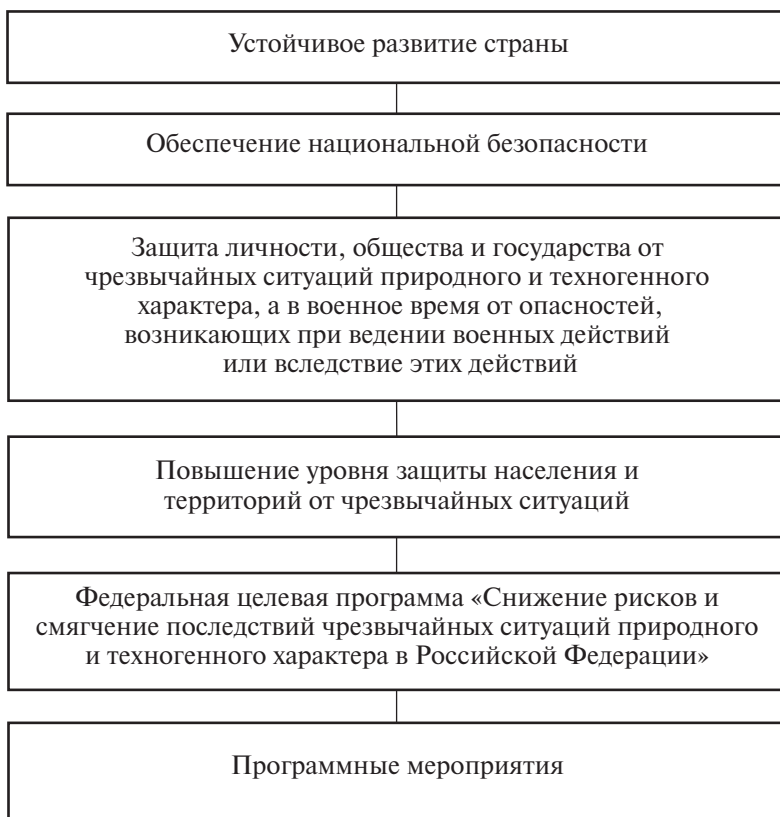 Устойчивое развитие страны
Обеспечение национальной безопасности
Защита личности, общества и государства от
чрезвычайных ситуаций природного и техногенного
характера, а в военное время от опасностей,
возникающих при ведении военных действий
или вследствие этих действий
Повышение уровня защиты населения и
территорий от чрезвычайных ситуаций
Федеральная целевая программа «Снижение рисков и
смягчение последствий чрезвычайных ситуаций природного
и техногенного характера в Российской Федерации»
Программные мероприятия